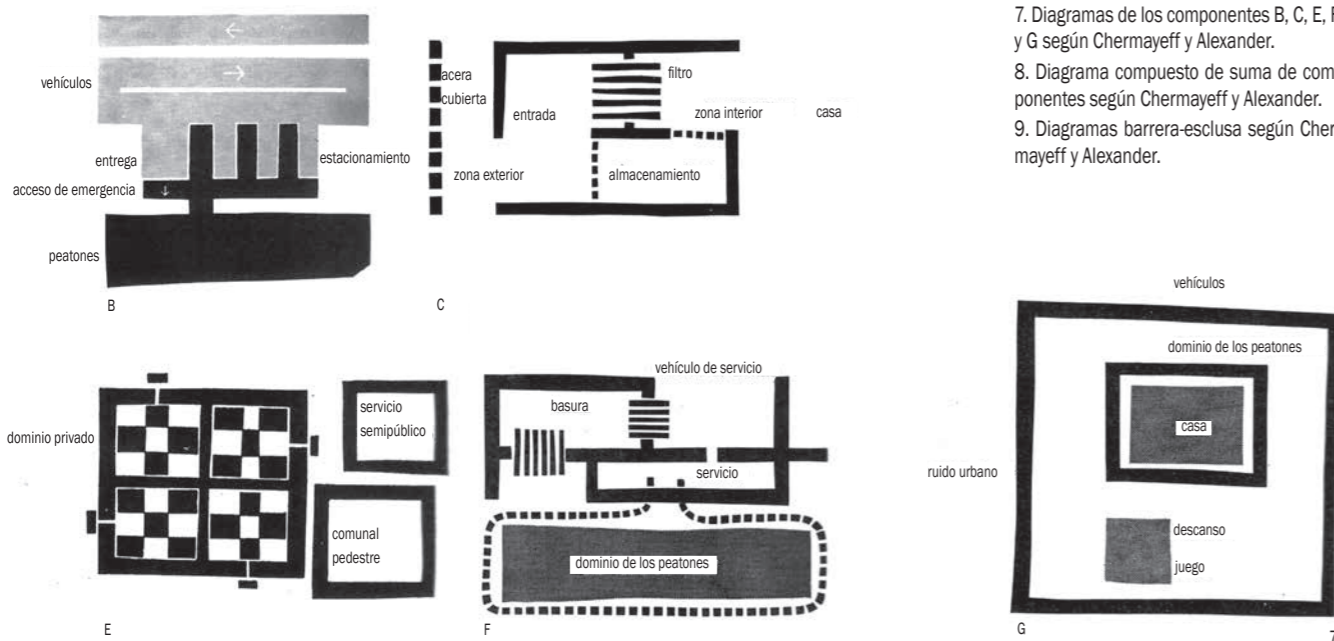 7. Diagramas de los componentes B, C, E, F
y G según Chermayeff y Alexander.
8. Diagrama compuesto de suma de com-
ponentes según Chermayeff y Alexander.
9. Diagramas barrera-esclusa según Cher-
mayeff y Alexander.
vehículos
entrega
estacionamiento
acceso de emergencia
peatones
B
acera
cubierta
entrada
filtro
zona interior
casa
zona exterior
almacenamiento
C
dominio privado
servicio
semipúblico
comunal
pedestre
E
vehículo de servicio
basura
servicio
dominio de los peatones
F
vehículos
dominio de los peatones
casa
ruido urbano
descanso
juego
G
7